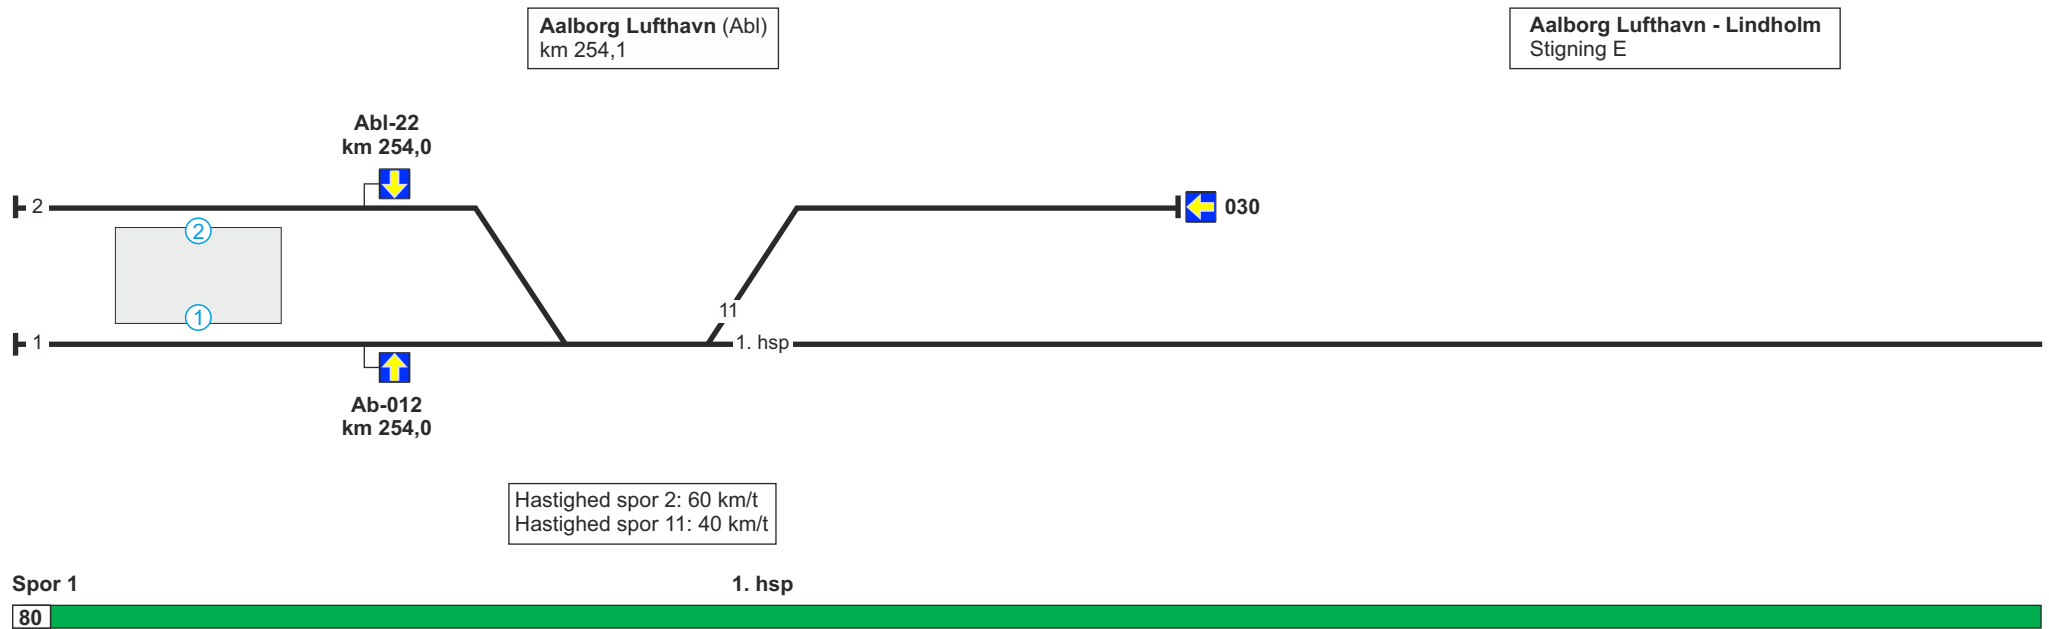 Aalborg Lufthavn (Abl)
km 254,1
Aalborg Lufthavn - Lindholm
Stigning E
Abl-22
km 254,0
2
030
2
1
11
1
1. hsp
Ab-012
km 254,0
Hastighed spor 2: 60 km/t
Hastighed spor 11: 40 km/t
Spor 1
1. hsp
80